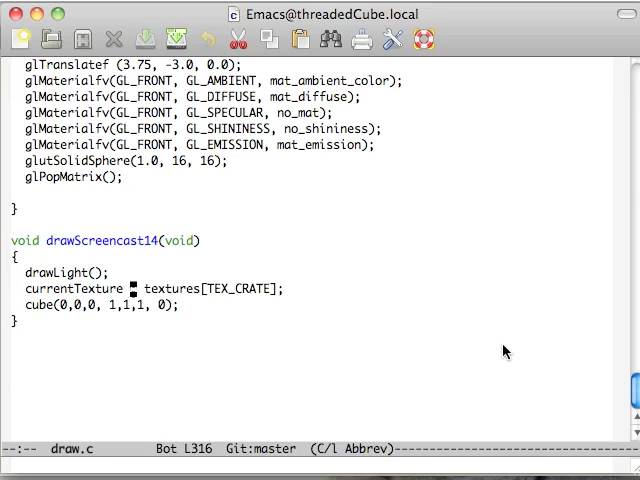 Emacs@threadedCube.local
glTranslatef (3.75, -3.0, 0.0);
glMaterialfv(GL_FRONT, GL_AMBIENT, mat_ambient_color);
glMaterialfv(GL_FRONT, GL_DIFFUSE, mat_diffuse);
glMaterialfv(GL_FRONT, GL_SPECULAR, no_mat);
glMaterialfv(GL_FRONT, GL_SHININESS, no_shininess);
glMaterialfv(GL_FRONT, GL_EMISSION, mat_emission);
glutSolidSphere(1.0, 16, 16);
glPopMatrix();
}
void drawScreencast14(void)
{
drawLight();
currentTexture = textures[TEX_CRATE];
cube(0,0,0, 1,1,1, 0);
}
--:-- draw.c Bot L316 Git:master (C/l Abbrev)----------------------------------